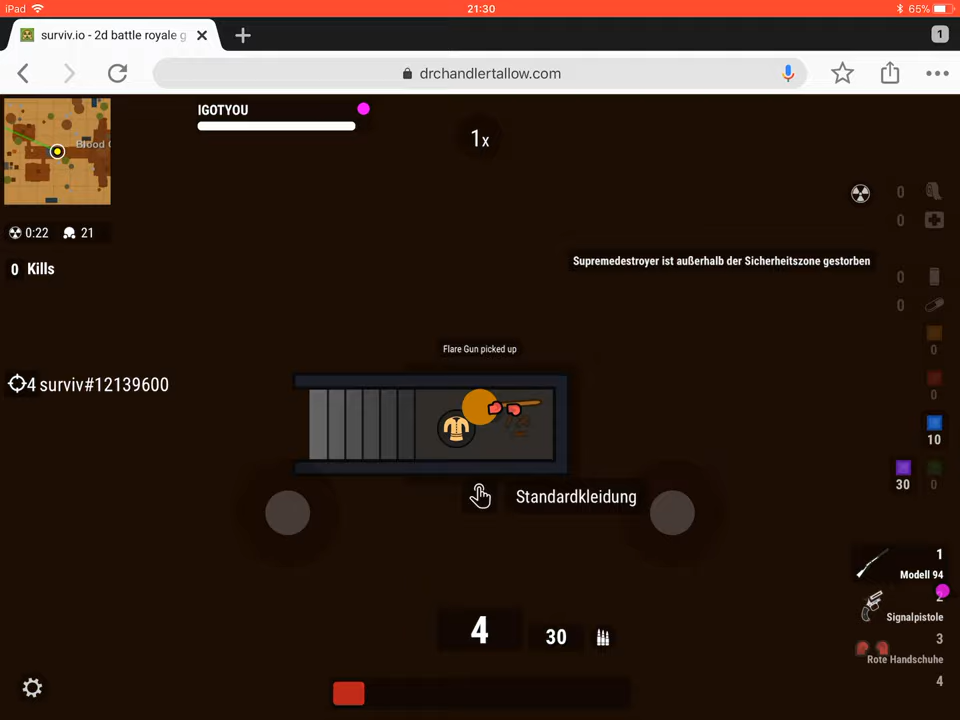 iPad
21:30
65%
surviv.io - 2d battle royale g
1
drchandlertallow.com
IGOTYOU
1x
Blood
0:22
21
0 Kills
0
0
Supremedestroyer ist außerhalb der Sicherheitszone gestorben
0
0
0
Flare Gun picked up
0
4 surviv#12139600
10
30
0
Standardkleidung
1
Modell 94
2
Signalpistole
3
Rote Handschuhe
4
4
30